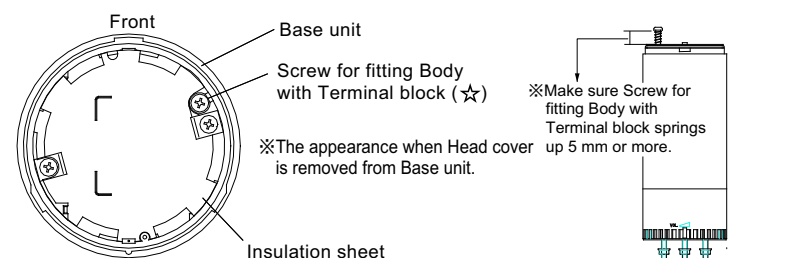 Front
Base unit
Screw for fitting Body
with Terminal block (☆)
※The appearance when Head cover
is removed from Base unit.
Insulation sheet
※Make sure Screw for
fitting Body with
Terminal block springs
up 5 mm or more.
VOL